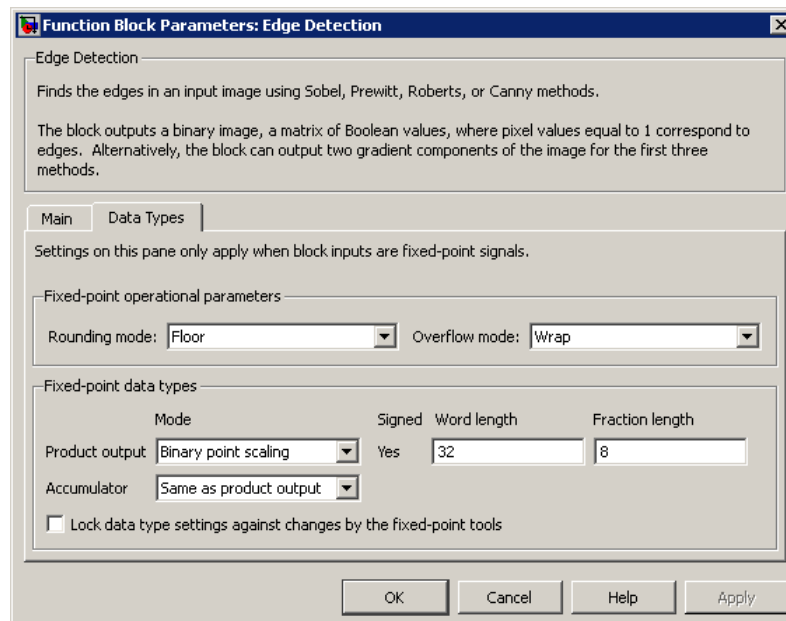 Function Block Parameters: Edge Detection
Edge Detection
Finds the edges in an input image using Sobel, Prewitt, Roberts, or Canny methods.
The block outputs a binary image, a matrix of Boolean values, where pixel values equal to 1 correspond to
edges. Alternatively, the block can output two gradient components of the image for the first three
methods.
Main Data Types
Settings on this pane only apply when block inputs are fixed-point signals.
Fixed-point operational parameters
Rounding mode: Floor Overflow mode: Wrap
Fixed-point data types
Mode Signed Word length Fraction length
Product output Binary point scaling Yes 32 8
Accumulator Same as product output
Lock data type settings against changes by the fixed-point tools
OK Cancel Help Apply